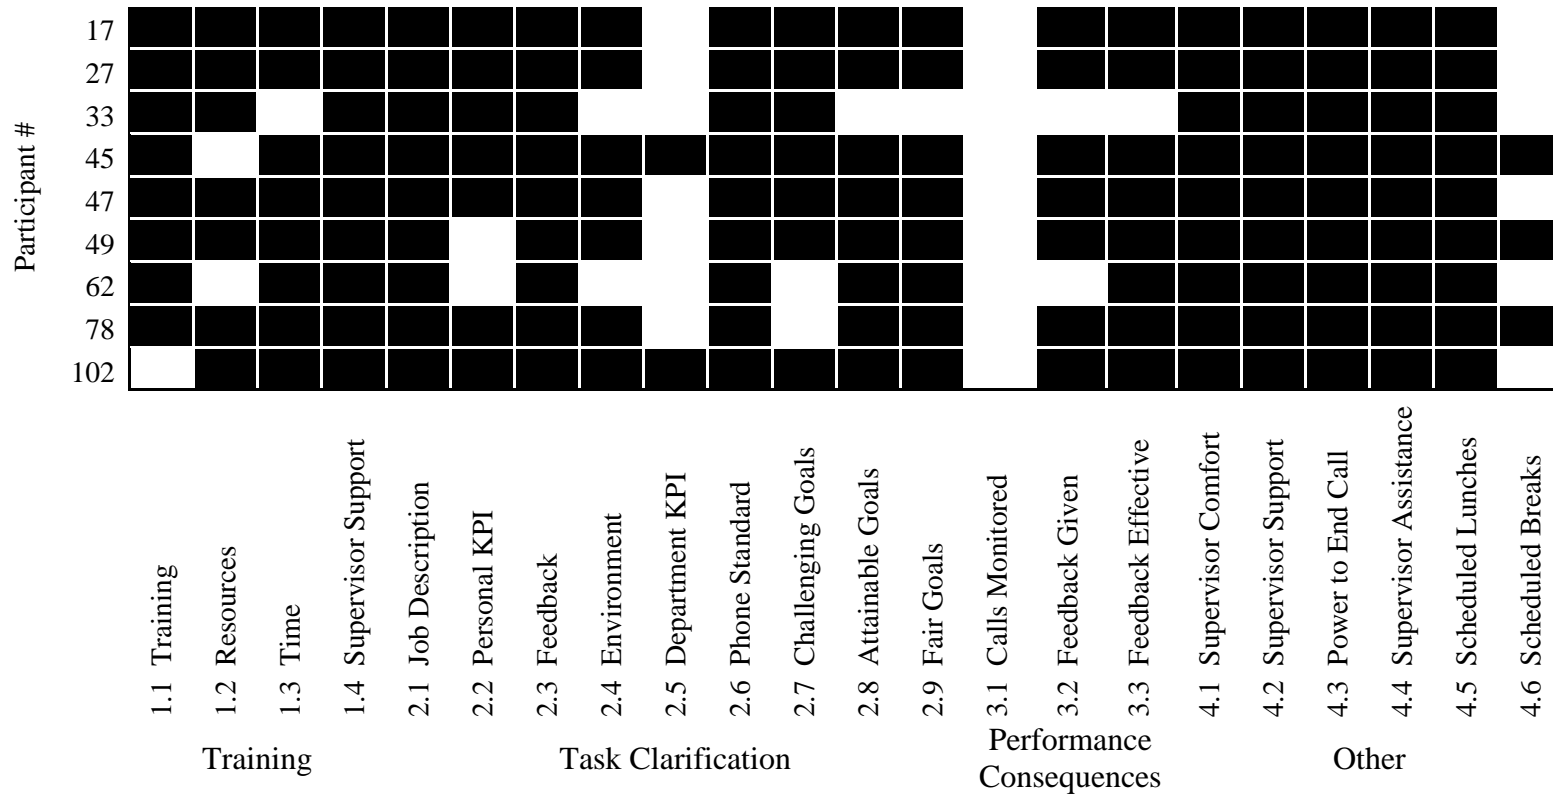 Participant #
17
27
33
45
47
49
62
78
102
1.1 Training
1.2 Resources
1.3 Time
1.4 Supervisor Support
2.1 Job Description
2.2 Personal KPI
2.3 Feedback
2.4 Environment
2.5 Department KPI
2.6 Phone Standard
2.7 Challenging Goals
2.8 Attainable Goals
2.9 Fair Goals
3.1 Calls Monitored
3.2 Feedback Given
3.3 Feedback Effective
4.1 Supervisor Comfort
4.2 Supervisor Support
4.3 Power to End Call
4.4 Supervisor Assistance
4.5 Scheduled Lunches
4.6 Scheduled Breaks
Training
Task Clarification
Performance
Consequences
Other